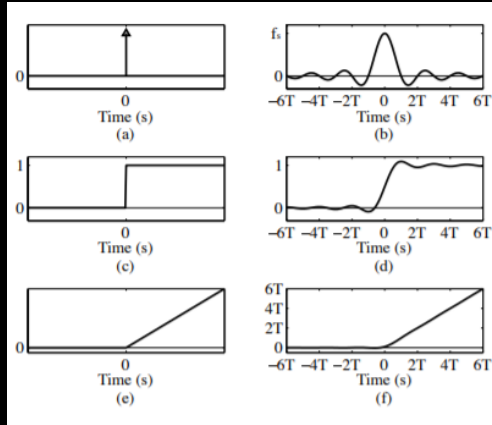 0
0
Time (s)
(a)
fₛ
0
−6T −4T −2T 0 2T 4T 6T
Time (s)
(b)
1
0
0
Time (s)
(c)
1
0
−6T −4T −2T 0 2T 4T 6T
Time (s)
(d)
0
0
Time (s)
(e)
6T
4T
2T
0
−6T −4T −2T 0 2T 4T 6T
Time (s)
(f)